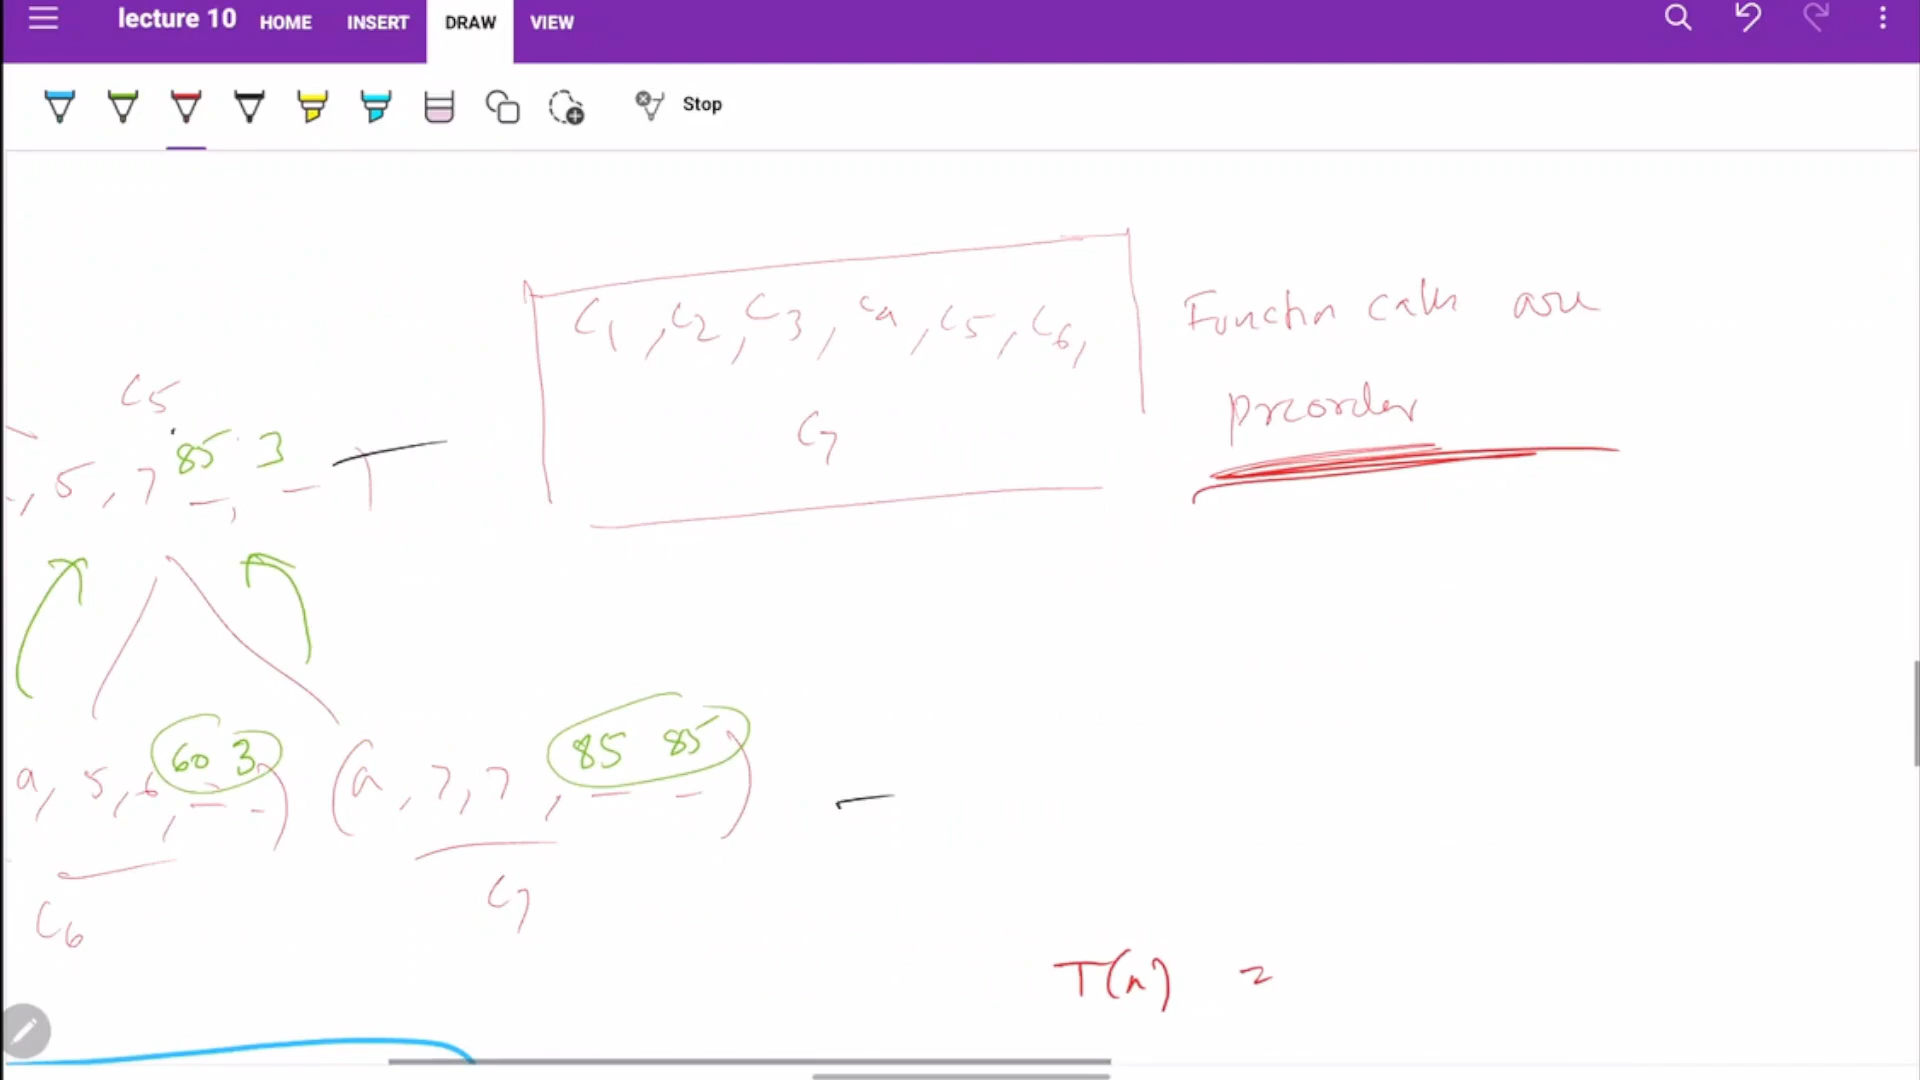 lecture 10 HOME INSERT DRAW VIEW
Stop
C1, C2, C3, C4, C5, C6,
C7
Function calls are
preorder
C5
, 5, 7 85 3 )
a, 5, 6, 60 3 )
(a, 7, 7, 85 85 )
C6
C7
T(n) =